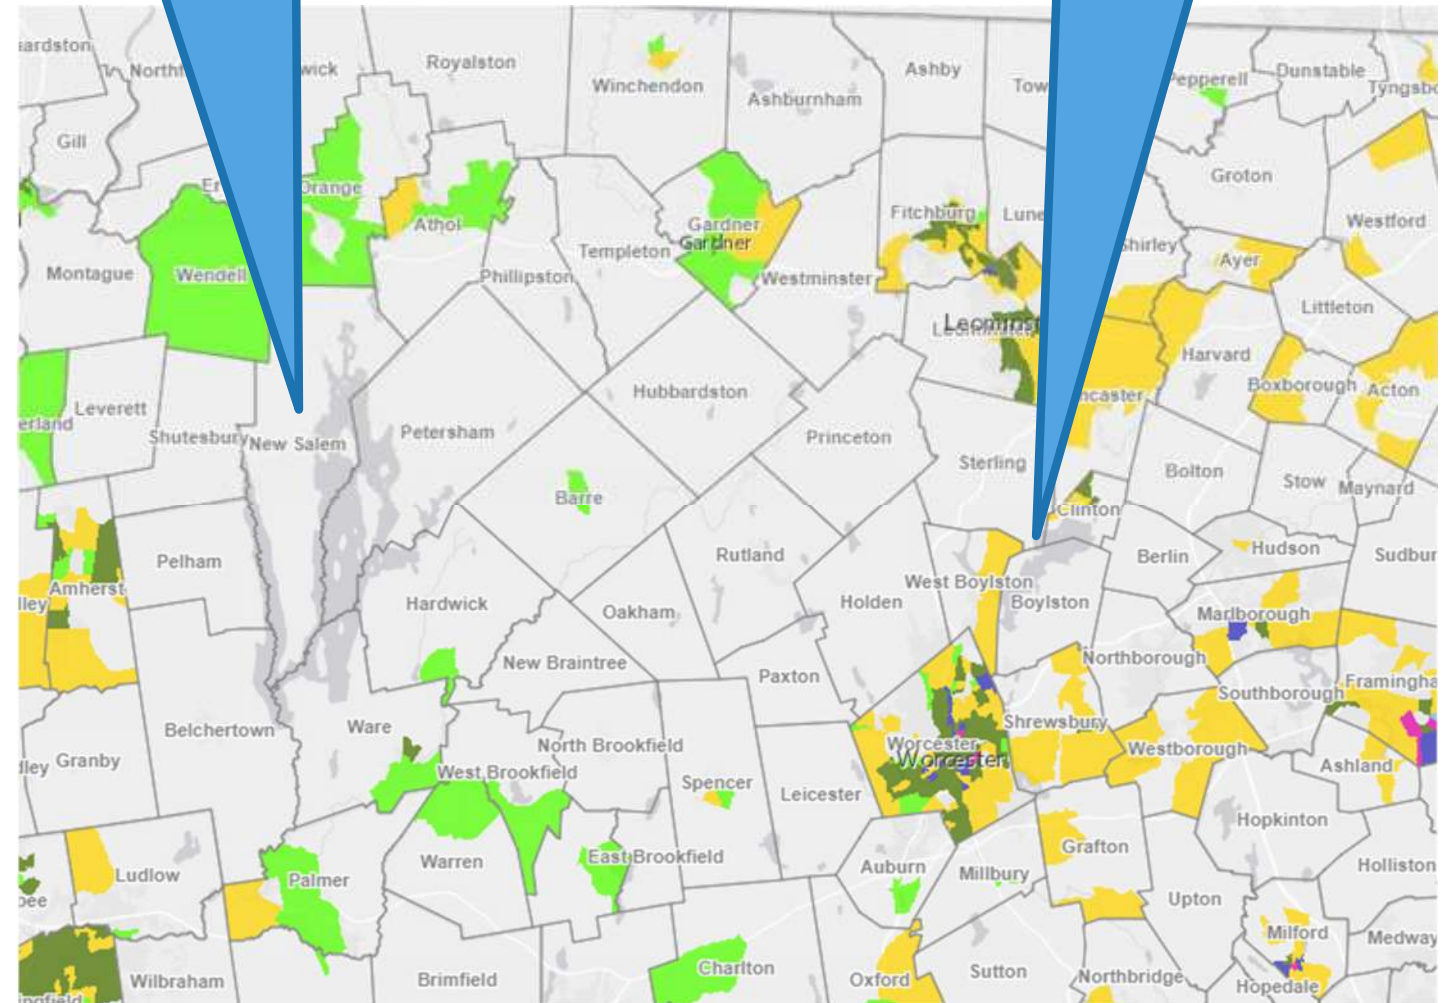 ardston
Northf
wick
Royalston
Winchendon
Ashburnham
Ashby
Tow
Pepperell
Dunstable
Tyngsbo
Gill
Er
Orange
Athol
Gardner
Gardner
Templeton
Phillipston
Westminster
Fitchburg
Lune
Groton
Westford
Shirley
Ayer
Littleton
Montague
Wendell
Leominst
Harvard
Boxborough
Acton
Leverett
erland
Shutesbury
New Salem
Petersham
Hubbardston
Princeton
ncaster
Sterling
Bolton
Stow
Maynard
Barre
Clinton
Pelham
Rutland
Berlin
Hudson
Sudbur
Amherst
lley
Hardwick
Oakham
Holden
West Boylston
Boylston
Marlborough
New Braintree
Paxton
Northborough
Southborough
Framingha
Belchertown
Ware
North Brookfield
Worcester
Worcester
Shrewsbury
Westborough
Ashland
Granby
dley
West Brookfield
Spencer
Leicester
Hopkinton
Ludlow
Palmer
Warren
East Brookfield
Auburn
Millbury
Grafton
Holliston
pee
Upton
Milford
Medway
Wilbraham
Brimfield
Charlton
Oxford
Sutton
Northbridge
Hopedale
ngfield